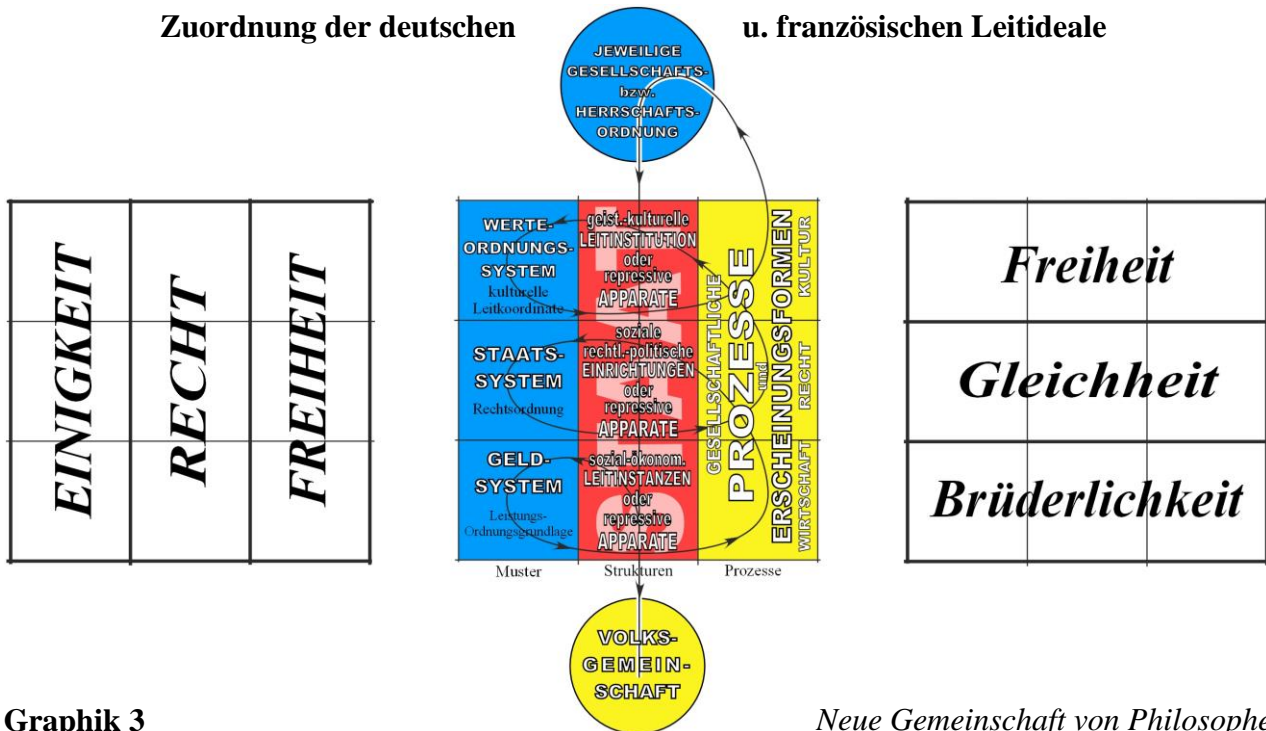 Zuordnung der deutschen u. französischen Leitideale
JEWEILIGE
GESELLSCHAFTS-
bzw.
HERRSCHAFTS-
ORDNUNG
EINIGKEIT
RECHT
FREIHEIT
WERTE-
ORDNUNGS-
SYSTEM
kulturelle
Leitkoordinate
STAATS-
SYSTEM
Rechtsordnung
GELD-
SYSTEM
Leistungs-
Ordnungsgrundlage
STAAT
geist.-kulturelle
LEITINSTITUTION
oder
repressive
APPARATE
soziale
rechtl.-politische
EINRICHTUNGEN
oder
repressive
APPARATE
sozial-ökonom.
LEITINSTANZEN
oder
repressive
APPARATE
GESELLSCHAFTLICHE
PROZESSE
und
ERSCHEINUNGSFORMEN
KULTUR
RECHT
WIRTSCHAFT
Muster
Strukturen
Prozesse
Freiheit
Gleichheit
Brüderlichkeit
VOLKS-
GEMEIN-
SCHAFT
Graphik 3
Neue Gemeinschaft von Philosophe